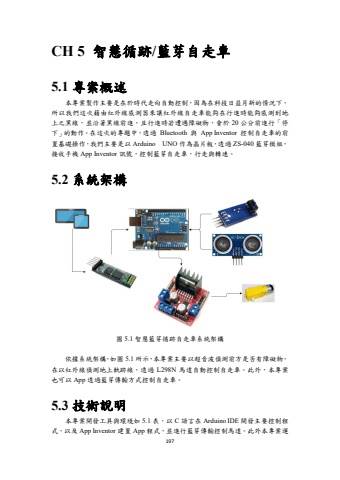 CH 5 智慧循跡/藍芽自走車
5.1 專案概述
本專案製作主要是在於時代走向自動控制，因為在科技日益月新的情況下，
所以我們這次藉由紅外線感測器來讓紅外線自走車能夠在行進時能夠感測到地
上之黑線，並沿著黑線前進，且行進時若遭遇障礙物，會於 20 公分前進行「停
下」的動作。在這次的專題中，透過 Bluetooth 與 App Inventor 控制自走車的前
置基礎操作，我們主要是以 Arduino UNO 作為晶片板，透過 ZS-040 藍芽模組，
接收手機 App Inventor 訊號，控制藍芽自走車，行走與轉速。
5.2 系統架構
圖 5.1 智慧藍芽循跡自走車系統架構
依據系統架構，如圖 5.1 所示，本專案主要以超音波偵測前方是否有障礙物，
在以紅外線偵測地上軌跡線，透過 L298N 馬達自動控制自走車。此外，本專案
也可以 App 透過藍芽傳輸方式控制自走車。
5.3 技術說明
本專案開發工具與環境如 5.1 表，以 C 語言在 Arduino IDE 開發主要控制程
式，以及 App Inventor 建置 App 程式，並進行藍芽傳輸控制馬達。此外本專案運
197